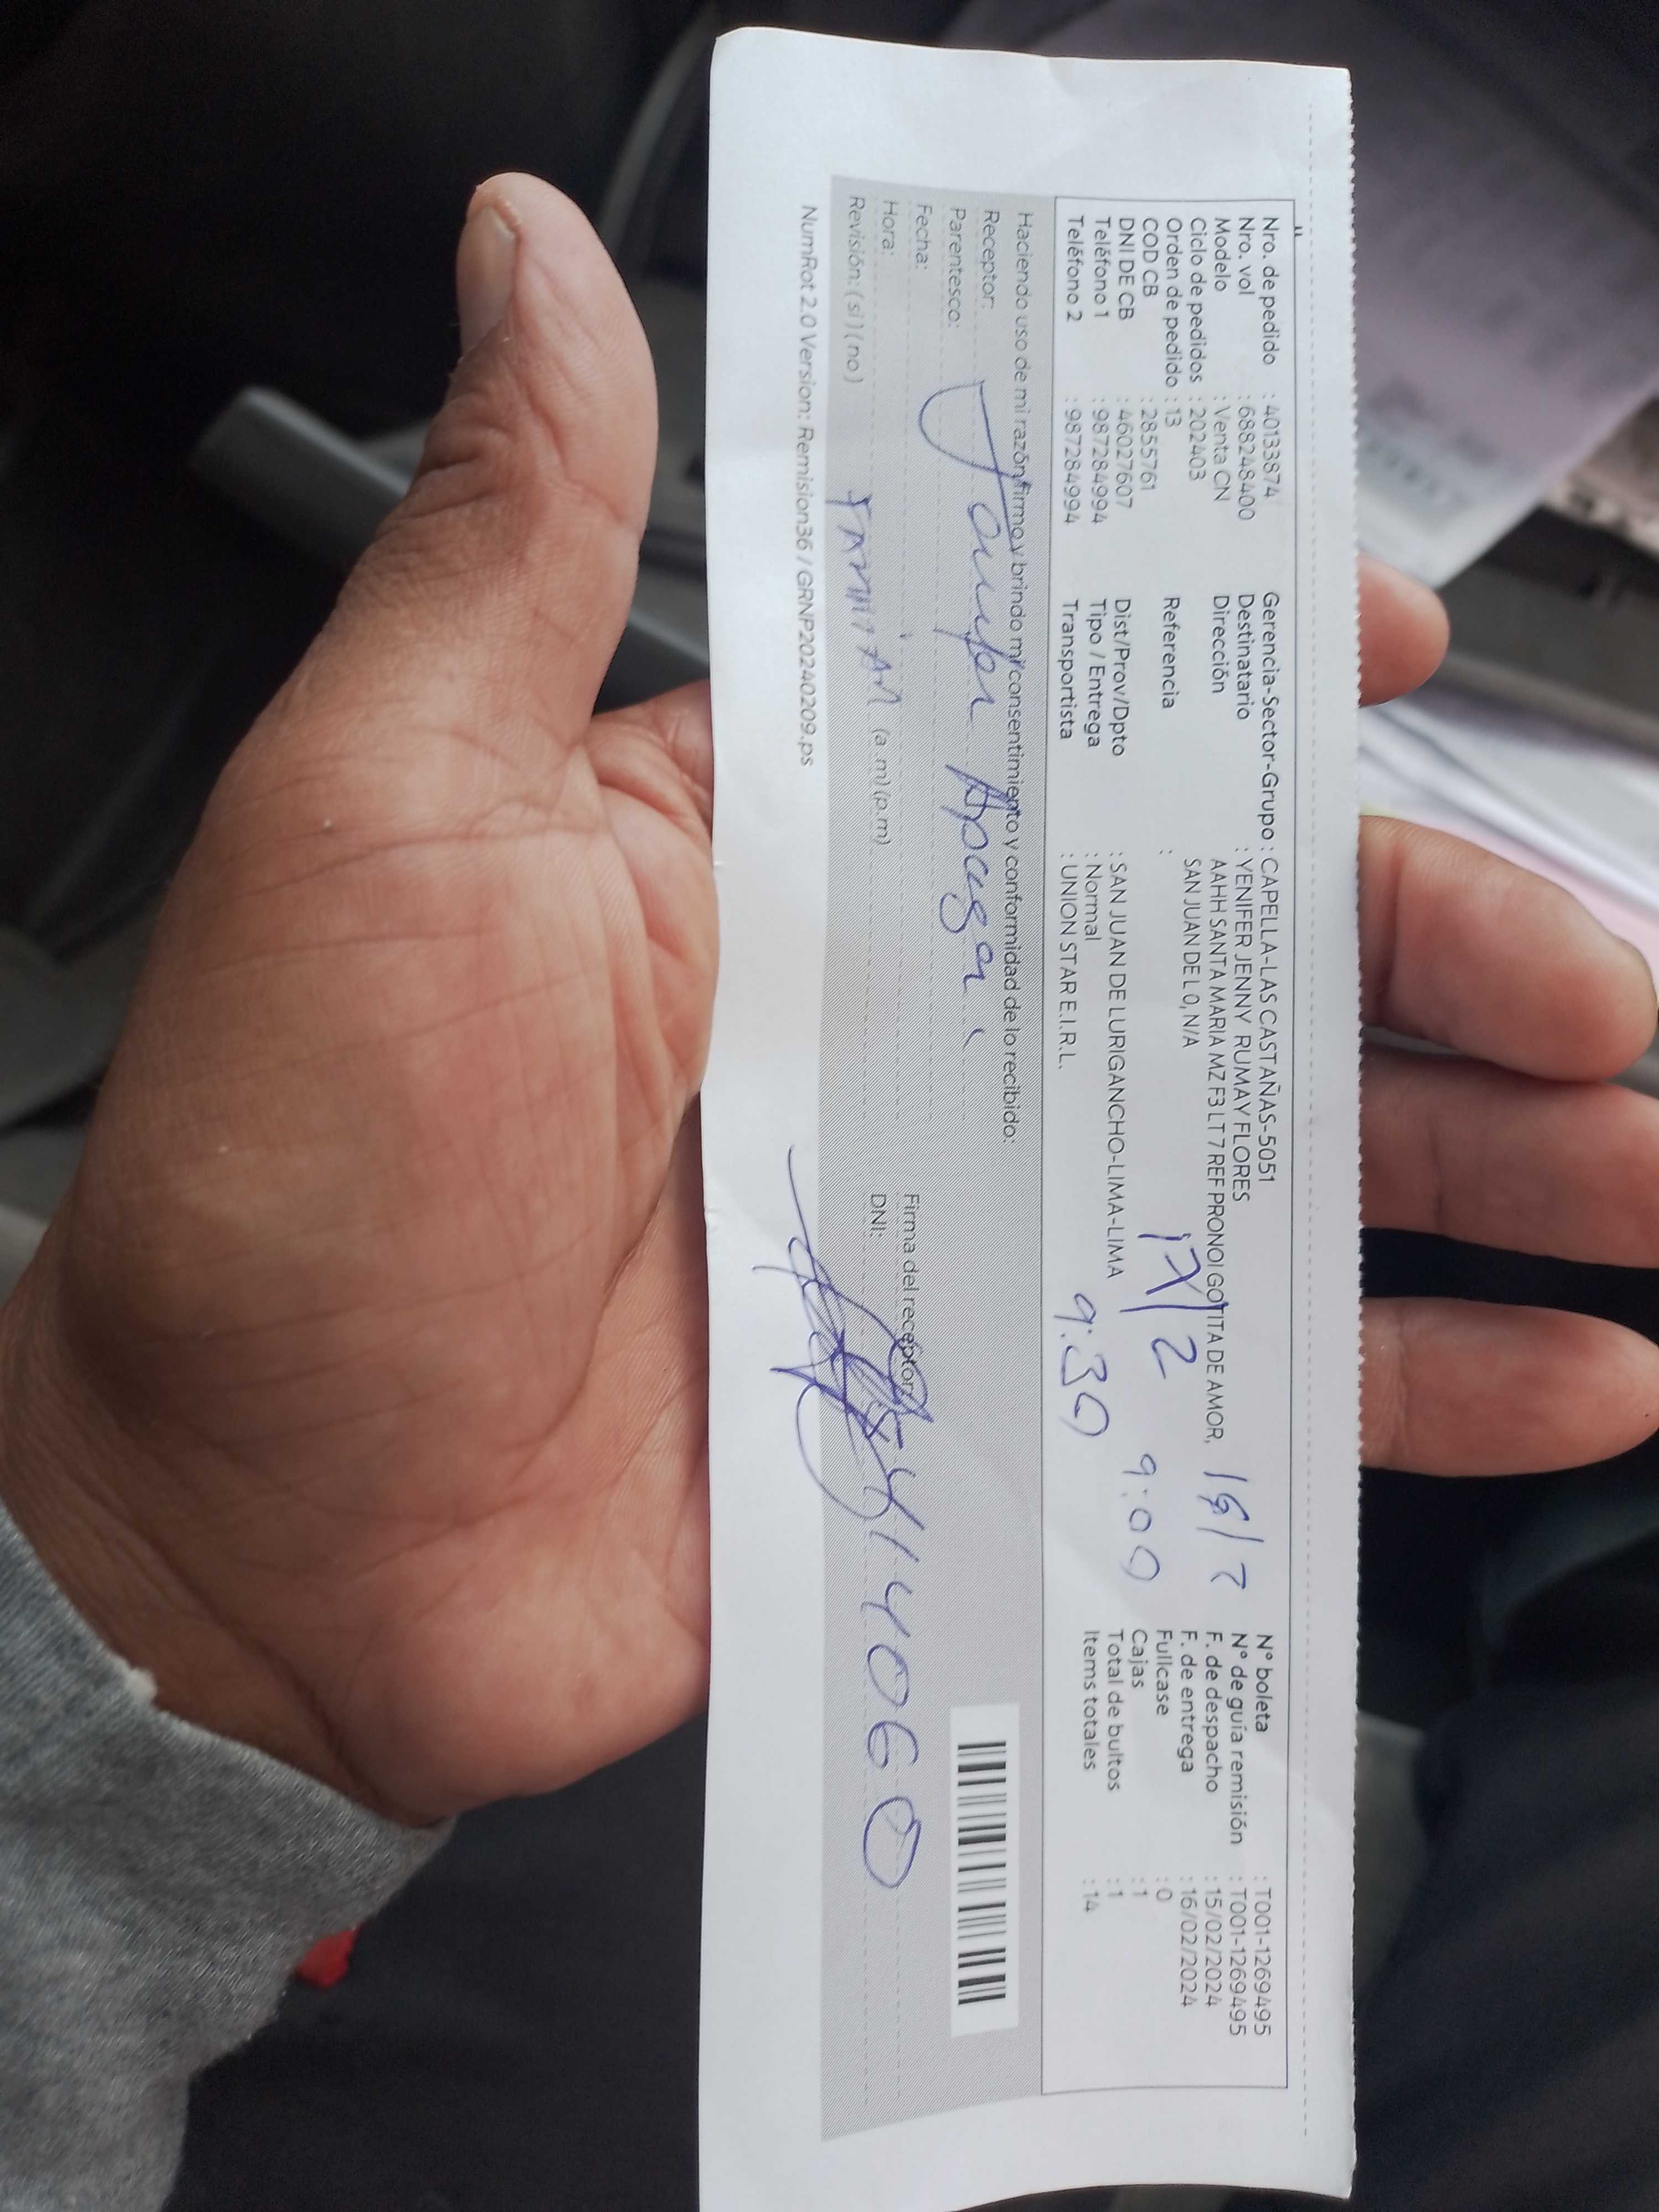 Nro. de pedido : 40133874
Nro. vol : 688248400
Modelo : Venta CN
Ciclo de pedidos : 202403
Orden de pedido : 13
COD CB : 2855761
DNI DE CB : 46027607
Teléfono 1 : 987284994
Teléfono 2 : 987284994
Gerencia-Sector-Grupo : CAPELLA-LAS CASTAÑAS-5051
Destinatario : YENIFER JENNY RUMAY FLORES
Dirección AAHH SANTA MARIA MZ F3 LT 7 REF PRONOI GOTITA DE AMOR,
SAN JUAN DE L 0, N/A
Referencia :
Dist/Prov/Dpto : SAN JUAN DE LURIGANCHO-LIMA-LIMA
Tipo / Entrega : Normal
Transportista : UNION STAR E.I.R.L.
17/2
9:30
9:00
N° boleta : T001-1269495
N° de guía remisión : T001-1269495
F. de despacho : 15/02/2024
F. de entrega : 16/02/2024
Fullcase : 0
Cajas : 1
Total de bultos : 1
Items totales : 14
Haciendo uso de mi razón firmo y brindo mi consentimiento y conformidad de lo recibido:
Receptor:
Parentesco:
Fecha:
Hora: (a.m) (p.m)
Revisión: (si) (no)
Firma del receptor:
DNI:
NumRot 2.0 Version: Remision36 / GRNP20240209.ps